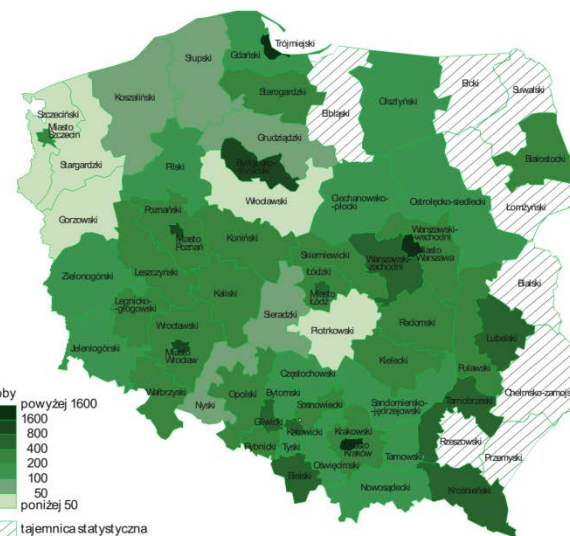 Trójmiejski
Słupski
Gdański
Koszaliński
Starogardzki
Elbląski
Olsztyński
Ełcki
Suwalski
Szczeciński
Miasto
Szczecin
Stargardzki
Grudziądzki
Białostocki
Pilski
Włocławski
Ciechanowsko-
płocki
Ostrołęcko-siedlecki
Łomżyński
Gorzowski
Poznański
Miasto
Poznań
Koniński
Warszawski-
wschodni
Miasto
Warszawa
Skierniewicki
Warszawski-
zachodni
Bialski
Zielonogórski
Leszczyński
Łódzki
Miasto
Łódź
Kaliski
Sieradzki
Legnicko-
głogowski
Wrocławski
Piotrkowski
Radomski
Lubelski
Puławski
Jeleniogórski
Miasto
Wrocław
Kielecki
Chełmsko-zamojski
Częstochowski
Wałbrzyski
Nyski
Opolski
Bytomski
Sosnowiecki
Sandomiersko-
jędrzejowski
Tarnobrzeski
Gliwicki
Katowicki
Krakowski
Miasto
Kraków
Rzeszowski
Rybnicki
Tyski
Oświęcimski
Tarnowski
Przemyski
Bielski
Nowosądecki
Krośnieński
powyżej 1600
1600
800
400
200
100
50
poniżej 50
tajemnica statystyczna